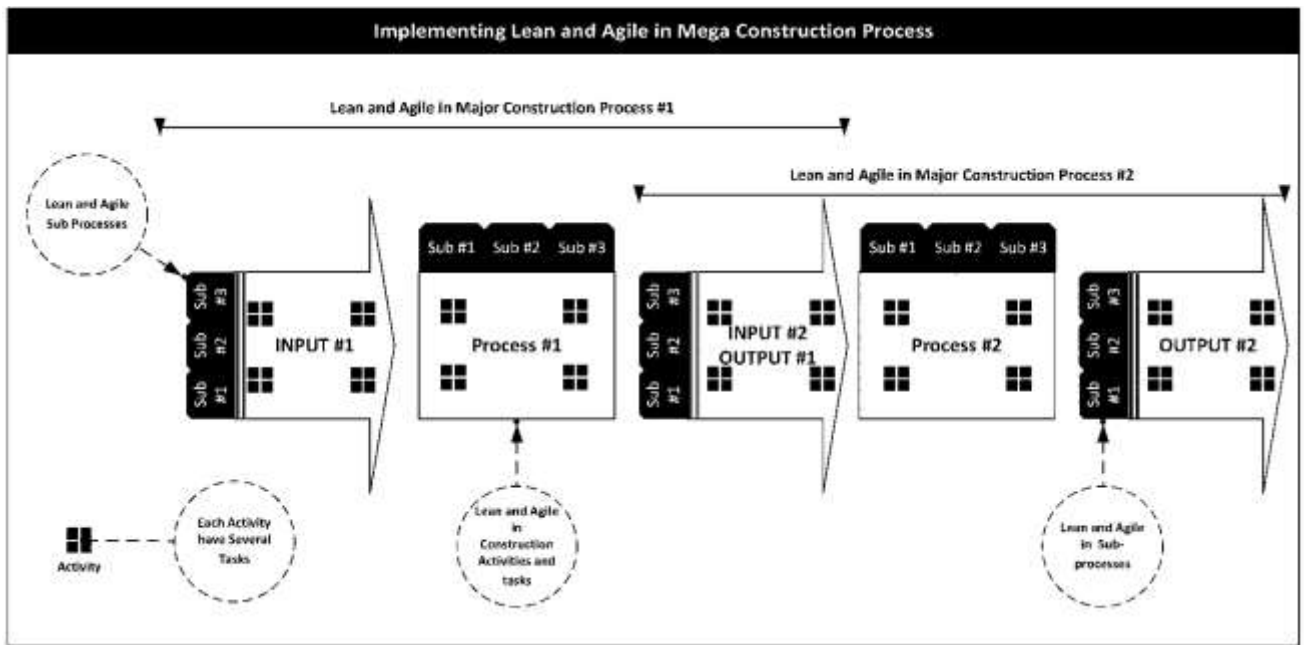 Implementing Lean and Agile in Mega Construction Process
Lean and Agile in Major Construction Process #1
Lean and Agile in Major Construction Process #2
Lean and Agile
Sub Processes
Sub #1 Sub #2 Sub #3
Sub #1 Sub #2 Sub #3
Sub
#3
Sub
#2
Sub
#1
INPUT #1
Process #1
Sub
#3
Sub
#2
Sub
#1
INPUT #2
OUTPUT #1
Process #2
Sub
#3
Sub
#2
Sub
#1
OUTPUT #2
Activity
Each Activity
have Several
Tasks
Lean and Agile
in
Construction
Activities and
tasks
Lean and Agile
in Sub-
processes